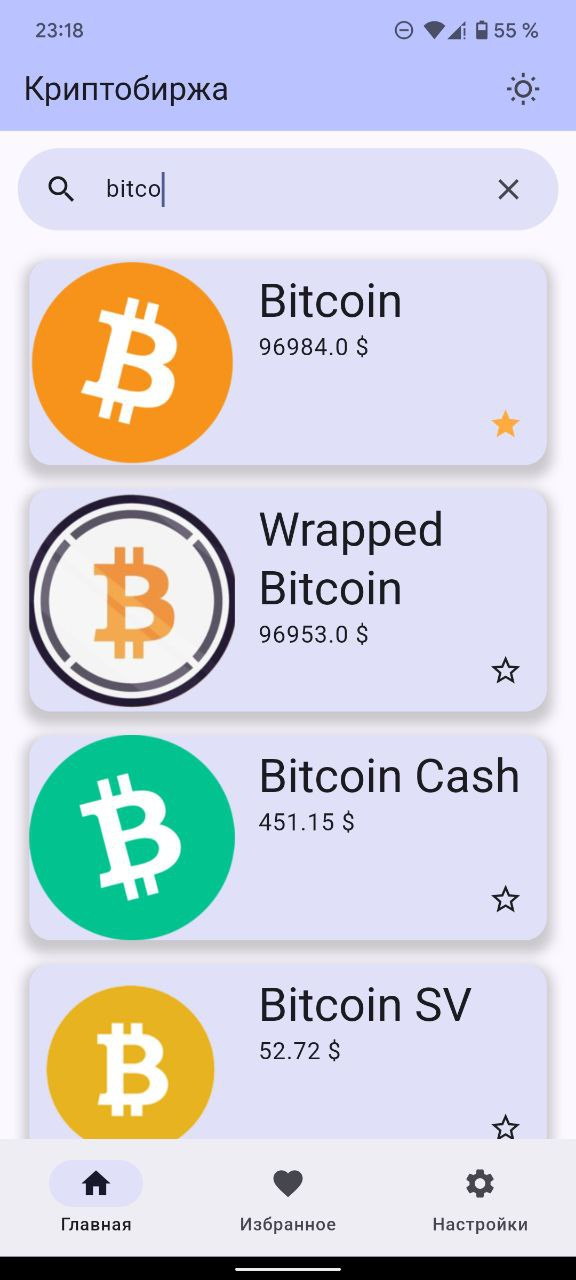 23:18
55 %
Криптобиржа
bitco
Bitcoin
96984.0 $
Wrapped
Bitcoin
96953.0 $
Bitcoin Cash
451.15 $
Bitcoin SV
52.72 $
Главная
Избранное
Настройки